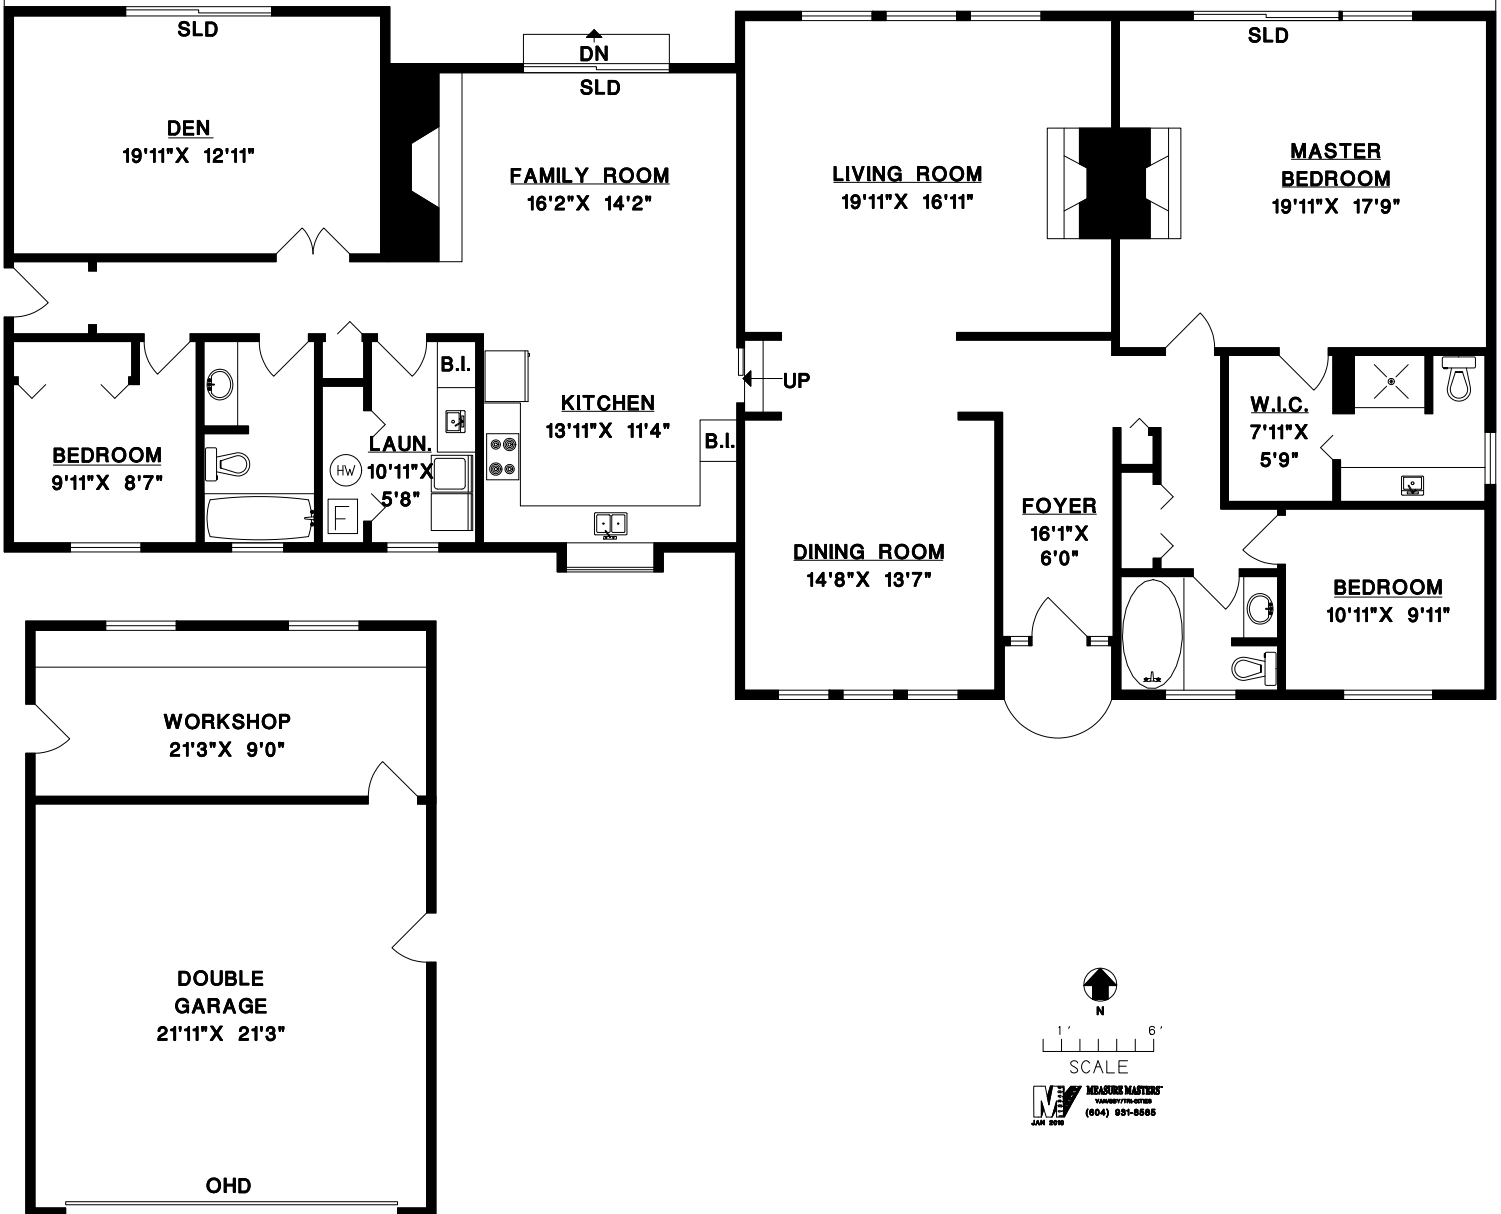 SLD
DEN
19'11"X 12'11"
DN
SLD
FAMILY ROOM
16'2"X 14'2"
LIVING ROOM
19'11"X 16'11"
SLD
MASTER
BEDROOM
19'11"X 17'9"
B.I.
UP
KITCHEN
13'11"X 11'4"
B.I.
BEDROOM
9'11"X 8'7"
LAUN.
10'11"X
5'8"
HW
F
W.I.C.
7'11"X
5'9"
FOYER
16'1"X
6'0"
DINING ROOM
14'8"X 13'7"
BEDROOM
10'11"X 9'11"
WORKSHOP
21'3"X 9'0"
DOUBLE
GARAGE
21'11"X 21'3"
OHD
N
1' 6'
SCALE
MEASURE MASTERS
(604) 931-8585